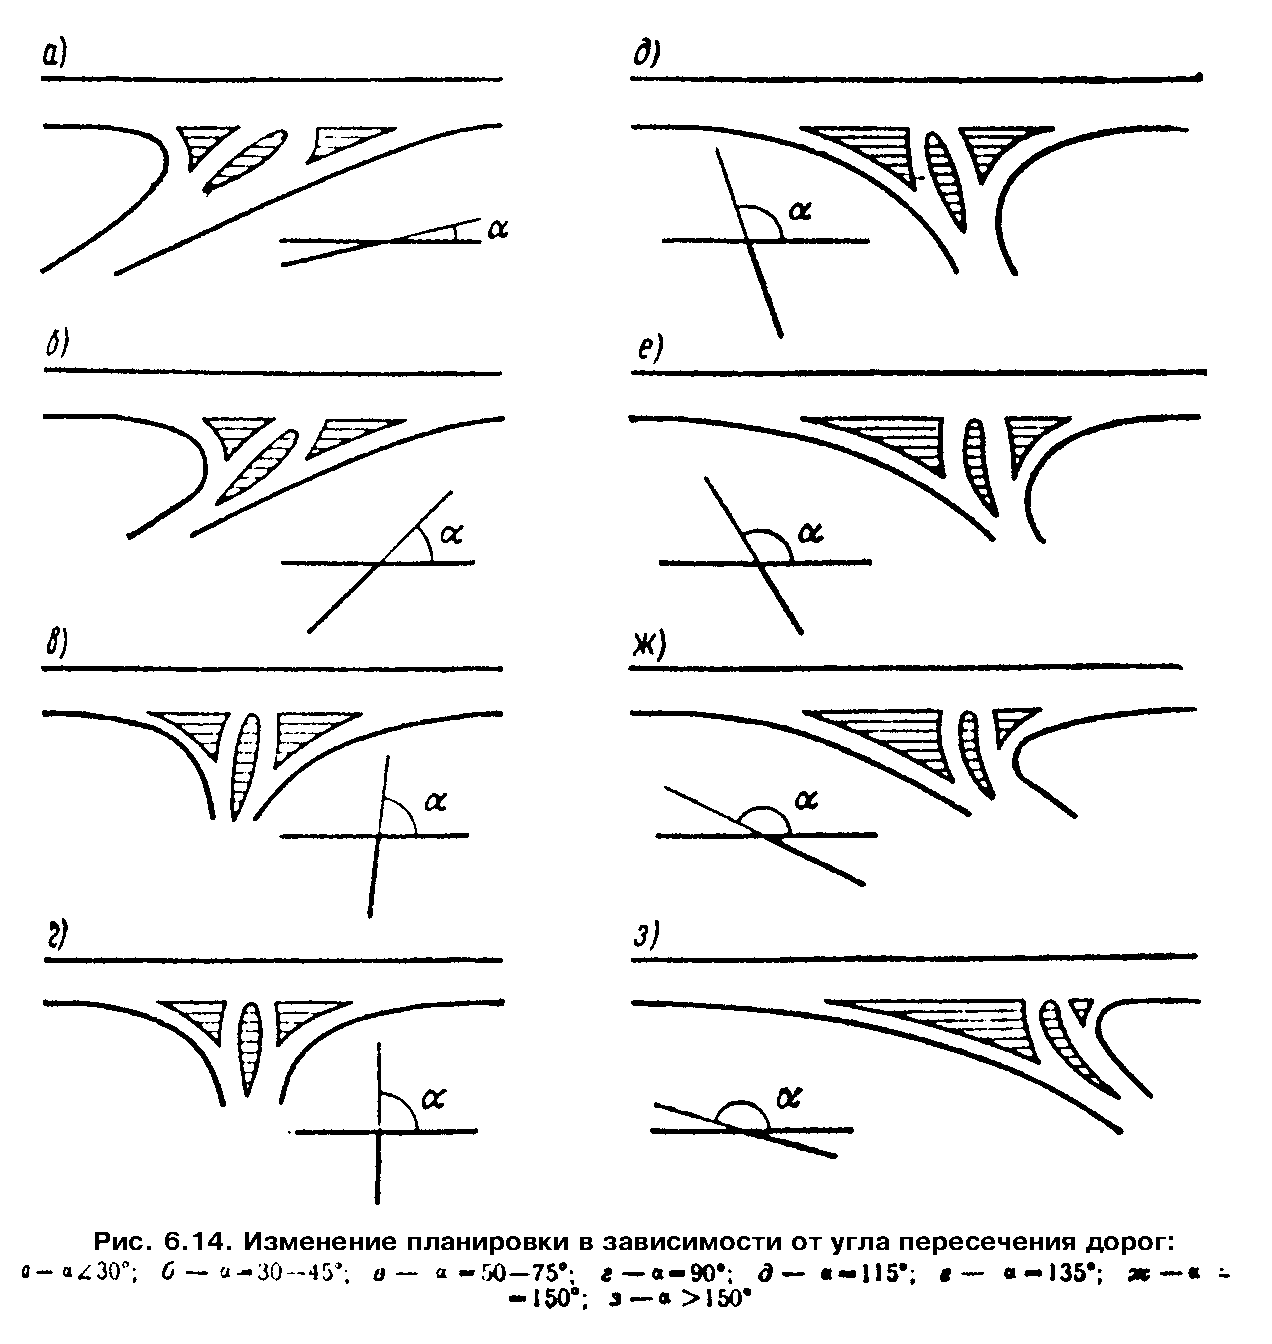 а)
α
б)
α
в)
α
г)
α
д)
α
е)
α
ж)
α
з)
α
Рис. 6.14. Изменение планировки в зависимости от угла пересечения дорог:
а — α∠30°; б — α=30—45°; в — α=50—75°; г — α=90°; д — α=115°; е — α=135°; ж — α =
=150°; з — α >150°